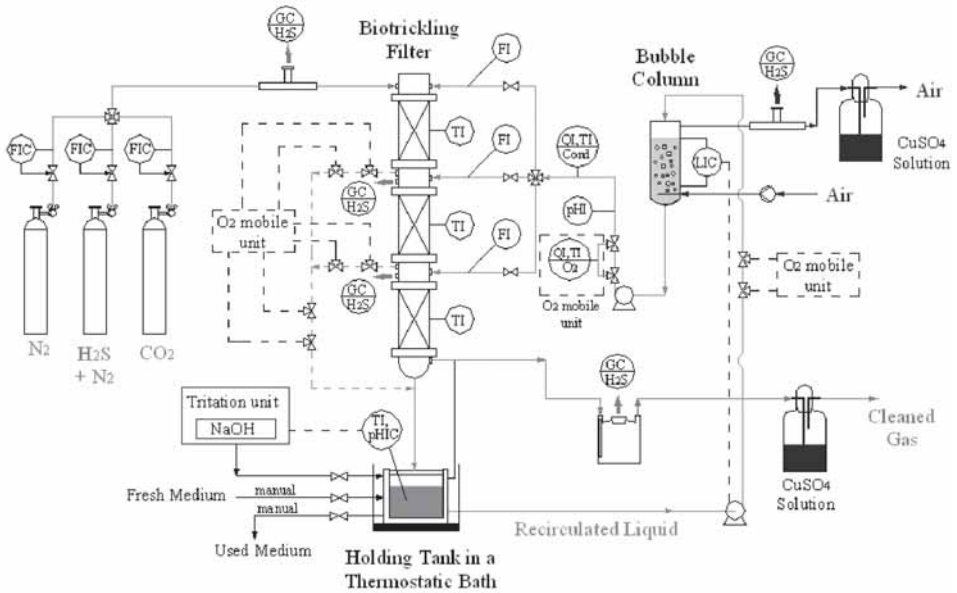 GC
H2S
Biotrickling
Filter
FI
Bubble
Column
GC
H2S
Air
CuSO4
Solution
FIC
FIC
FIC
TI
FI
QI,TI
Cond
LIC
GC
H2S
pHI
Air
O2 mobile
unit
TI
FI
QI,TI
O2
O2 mobile
unit
O2 mobile
unit
GC
H2S
TI
N2
H2S
+ N2
CO2
GC
H2S
Tritation unit
NaOH
TI,
pHIC
Cleaned
Gas
CuSO4
Solution
Fresh Medium
manual
manual
Used Medium
Recirculated Liquid
Holding Tank in a
Thermostatic Bath